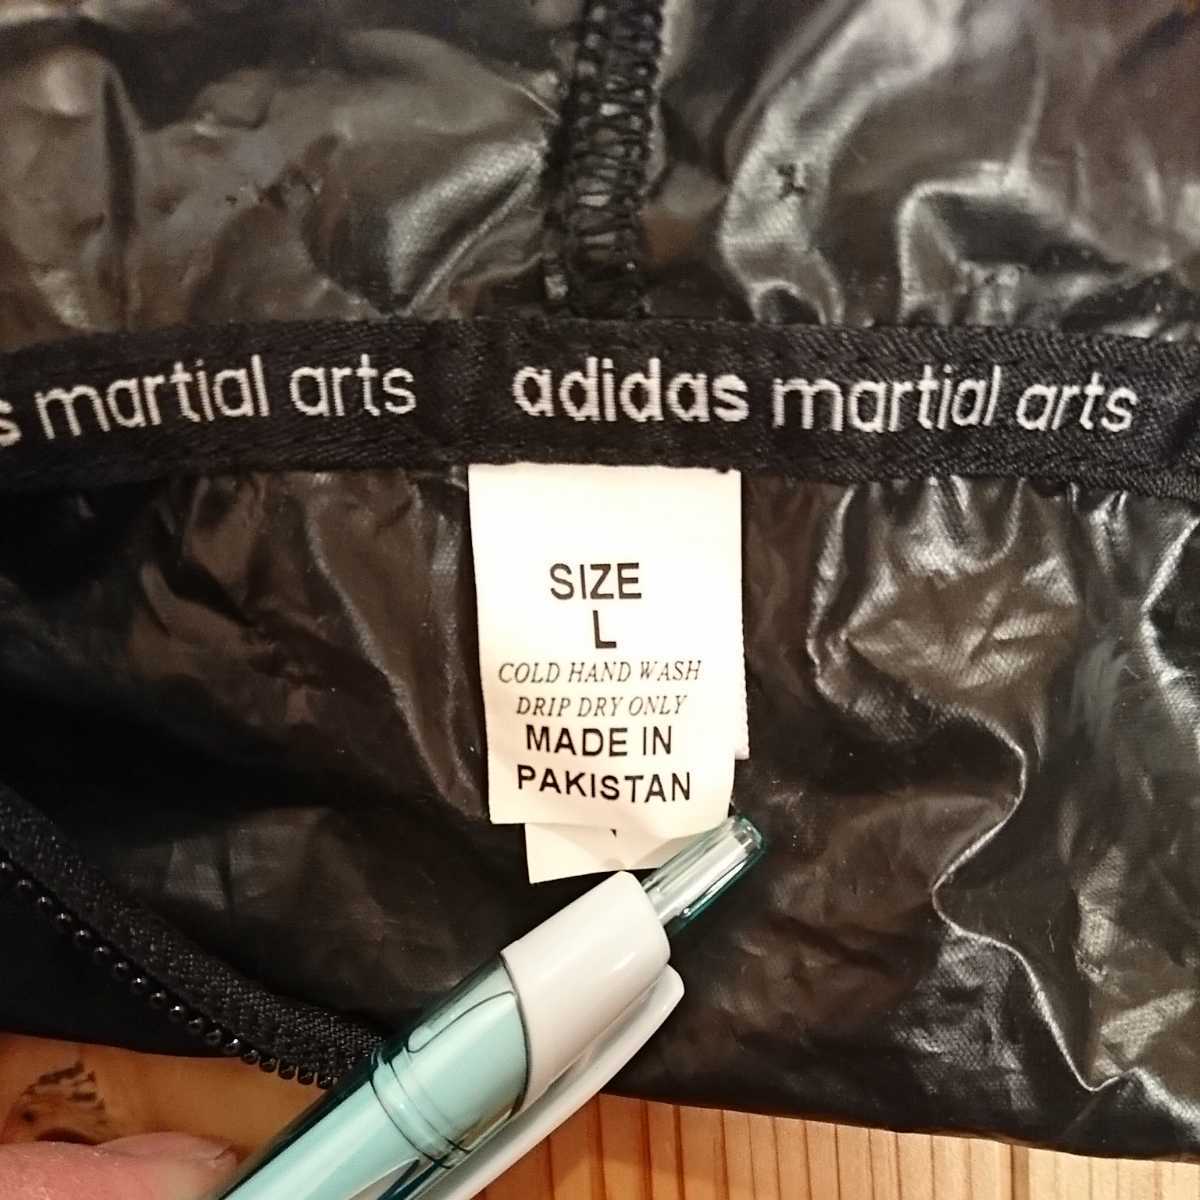 s martial arts adidas martial arts
SIZE
L
COLD HAND WASH
DRIP DRY ONLY
MADE IN
PAKISTAN